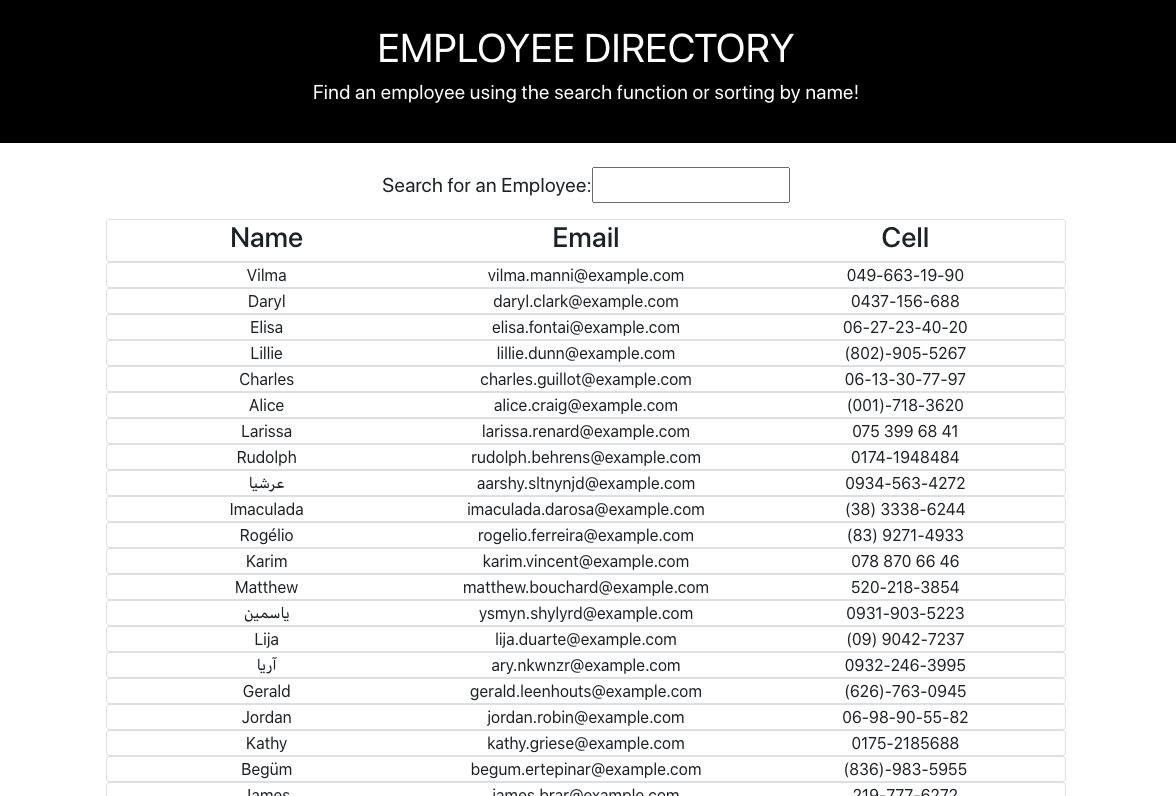 EMPLOYEE DIRECTORY
Find an employee using the search function or sorting by name!
Search for an Employee:
Name Email Cell
Vilma vilma.manni@example.com 049-663-19-90
Daryl daryl.clark@example.com 0437-156-688
Elisa elisa.fontai@example.com 06-27-23-40-20
Lillie lillie.dunn@example.com (802)-905-5267
Charles charles.guillot@example.com 06-13-30-77-97
Alice alice.craig@example.com (001)-718-3620
Larissa larissa.renard@example.com 075 399 68 41
Rudolph rudolph.behrens@example.com 0174-1948484
عرشیا aarshy.sltnynjd@example.com 0934-563-4272
Imaculada imaculada.darosa@example.com (38) 3338-6244
Rogélio rogelio.ferreira@example.com (83) 9271-4933
Karim karim.vincent@example.com 078 870 66 46
Matthew matthew.bouchard@example.com 520-218-3854
یاسمین ysmyn.shylyrd@example.com 0931-903-5223
Lija lija.duarte@example.com (09) 9042-7237
آریا ary.nkwnzr@example.com 0932-246-3995
Gerald gerald.leenhouts@example.com (626)-763-0945
Jordan jordan.robin@example.com 06-98-90-55-82
Kathy kathy.griese@example.com 0175-2185688
Begüm begum.ertepinar@example.com (836)-983-5955
James james.brar@example.com 219-777-6272